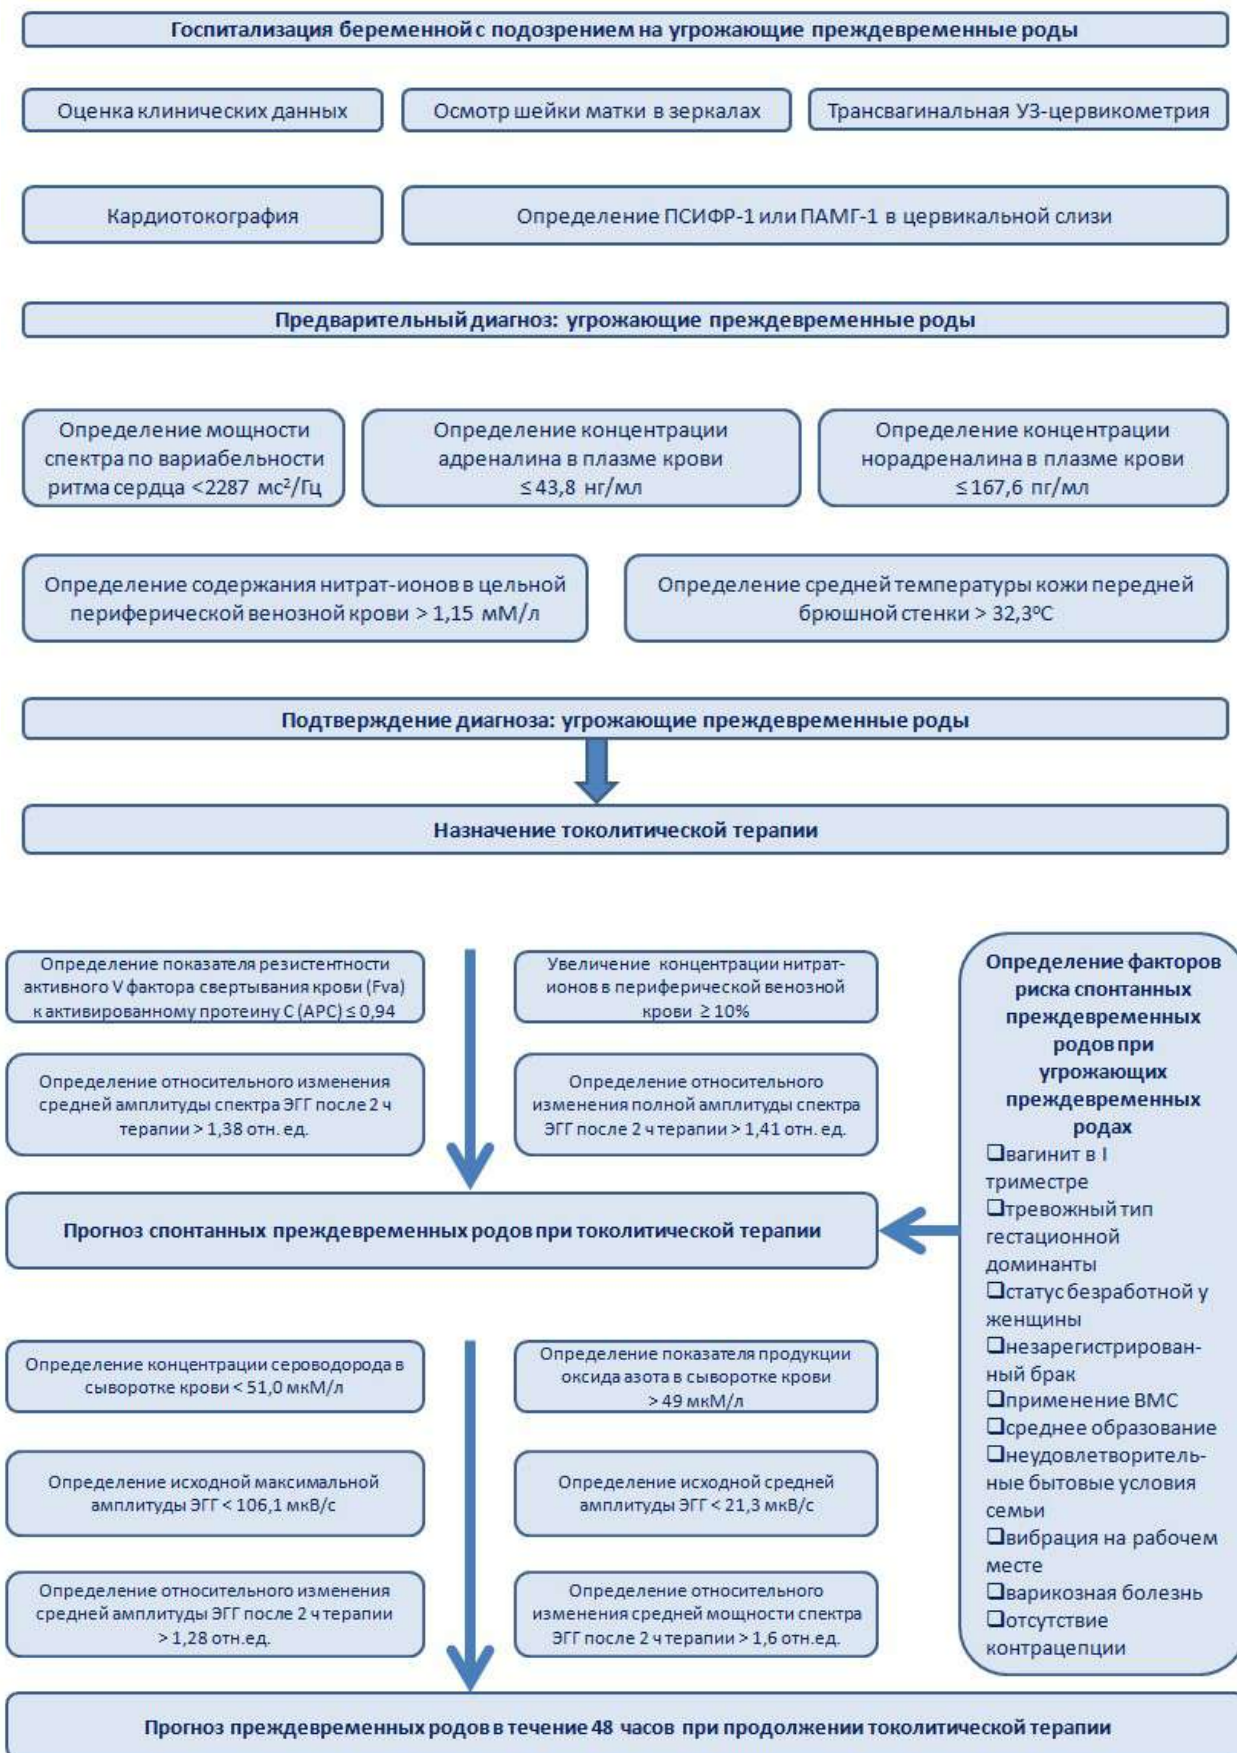 Госпитализация беременной с подозрением на угрожающие преждевременные роды
Оценка клинических данных
Осмотр шейки матки в зеркалах
Трансвагинальная УЗ-цервикометрия
Кардиотокография
Определение ПСИФР-1 или ПАМГ-1 в цервикальной слизи
Предварительный диагноз: угрожающие преждевременные роды
Определение мощности
спектра по вариабельности
ритма сердца <2287 мс²/Гц
Определение концентрации
адреналина в плазме крови
≤ 43,8 нг/мл
Определение концентрации
норадреналина в плазме крови
≤ 167,6 пг/мл
Определение содержания нитрат-ионов в цельной
периферической венозной крови > 1,15 мМ/л
Определение средней температуры кожи передней
брюшной стенки > 32,3ºС
Подтверждение диагноза: угрожающие преждевременные роды
Назначение токолитической терапии
Определение показателя резистентности
активного V фактора свертывания крови (Fva)
к активированному протеину С (АРС) ≤ 0,94
Увеличение концентрации нитрат-
ионов в периферической венозной
крови ≥ 10%
Определение относительного изменения
средней амплитуды спектра ЭГГ после 2 ч
терапии > 1,38 отн. ед.
Определение относительного
изменения полной амплитуды спектра
ЭГГ после 2 ч терапии > 1,41 отн. ед.
Прогноз спонтанных преждевременных родов при токолитической терапии
Определение концентрации сероводорода в
сыворотке крови < 51,0 мкМ/л
Определение показателя продукции
оксида азота в сыворотке крови
> 49 мкМ/л
Определение исходной максимальной
амплитуды ЭГГ < 106,1 мкВ/с
Определение исходной средней
амплитуды ЭГГ < 21,3 мкВ/с
Определение относительного изменения
средней амплитуды ЭГГ после 2 ч терапии
> 1,28 отн.ед.
Определение относительного
изменения средней мощности спектра
ЭГГ после 2 ч терапии > 1,6 отн.ед.
Определение факторов
риска спонтанных
преждевременных
родов при
угрожающих
преждевременных
родах
❑вагинит в I
триместре
❑тревожный тип
гестационной
доминанты
❑статус безработной у
женщины
❑незарегистрирован-
ный брак
❑применение ВМС
❑среднее образование
❑неудовлетворитель-
ные бытовые условия
семьи
❑вибрация на рабочем
месте
❑варикозная болезнь
❑отсутствие
контрацепции
Прогноз преждевременных родов в течение 48 часов при продолжении токолитической терапии